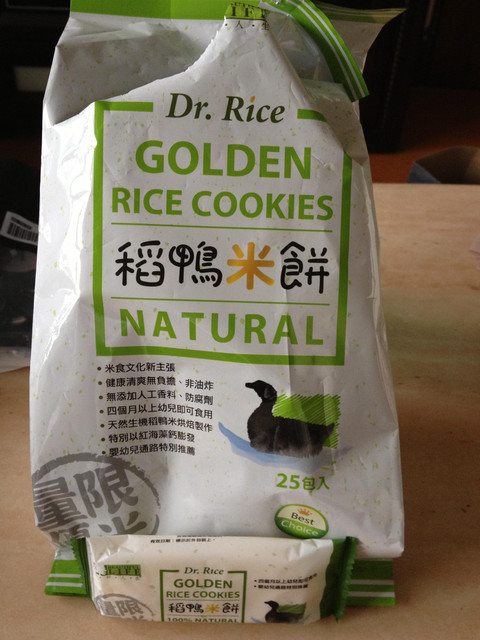 Dr. Rice
GOLDEN
RICE COOKIES
稻鴨米餅
NATURAL
・米食文化新主張
・健康清爽無負擔、非油炸
・無添加人工香料、防腐劑
・四個月以上幼兒即可食用
・天然生機稻鴨米烘焙製作
・特別以紅海藻鈣膨發
・嬰幼兒通路特別推薦
25包入
限量
Best
Choice
Dr. Rice
GOLDEN
RICE COOKIES
稻鴨米餅
100% NATURAL